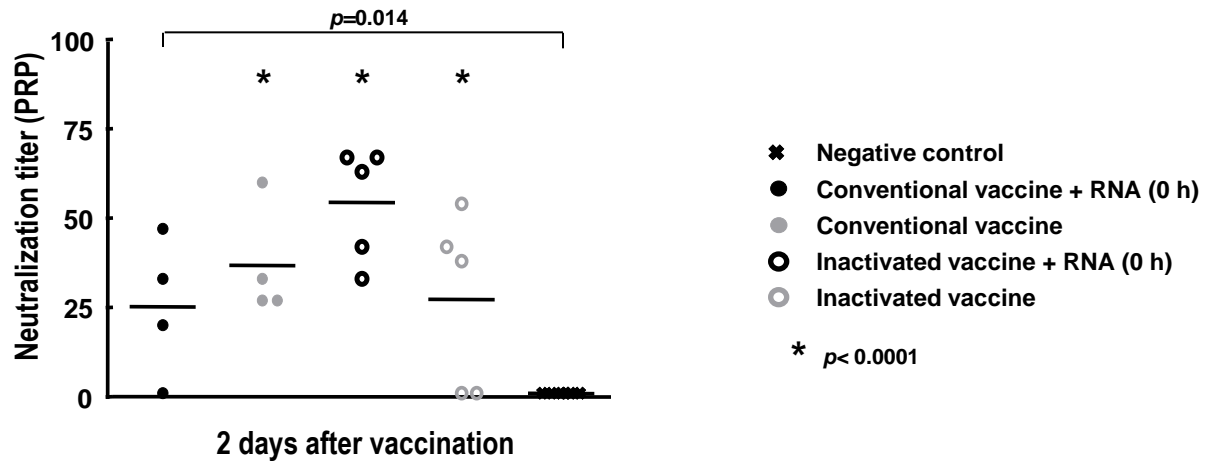 p=0.014
100
75
50
25
0
Neutralization titer (PRP)
* * *
2 days after vaccination
Negative control
Conventional vaccine + RNA (0 h)
Conventional vaccine
Inactivated vaccine + RNA (0 h)
Inactivated vaccine
* p< 0.0001